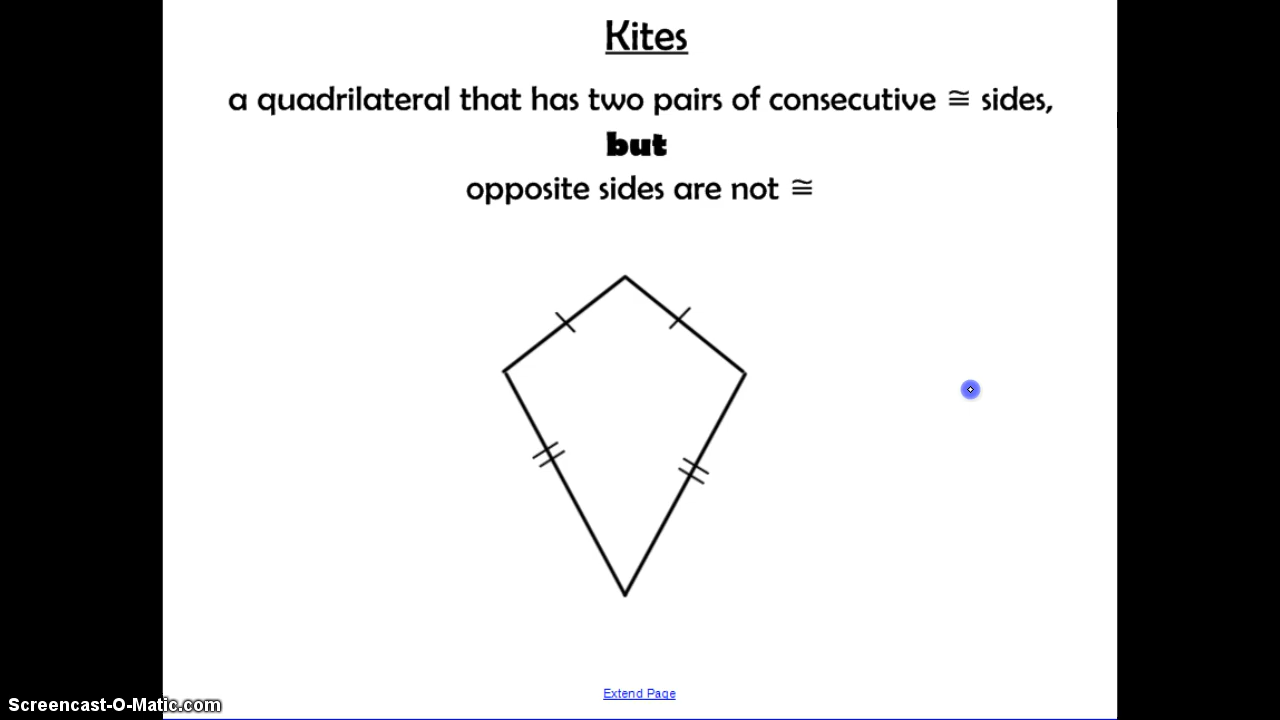 Kites
a quadrilateral that has two pairs of consecutive ≅ sides,
but
opposite sides are not ≅
Extend Page
Screencast-O-Matic.com